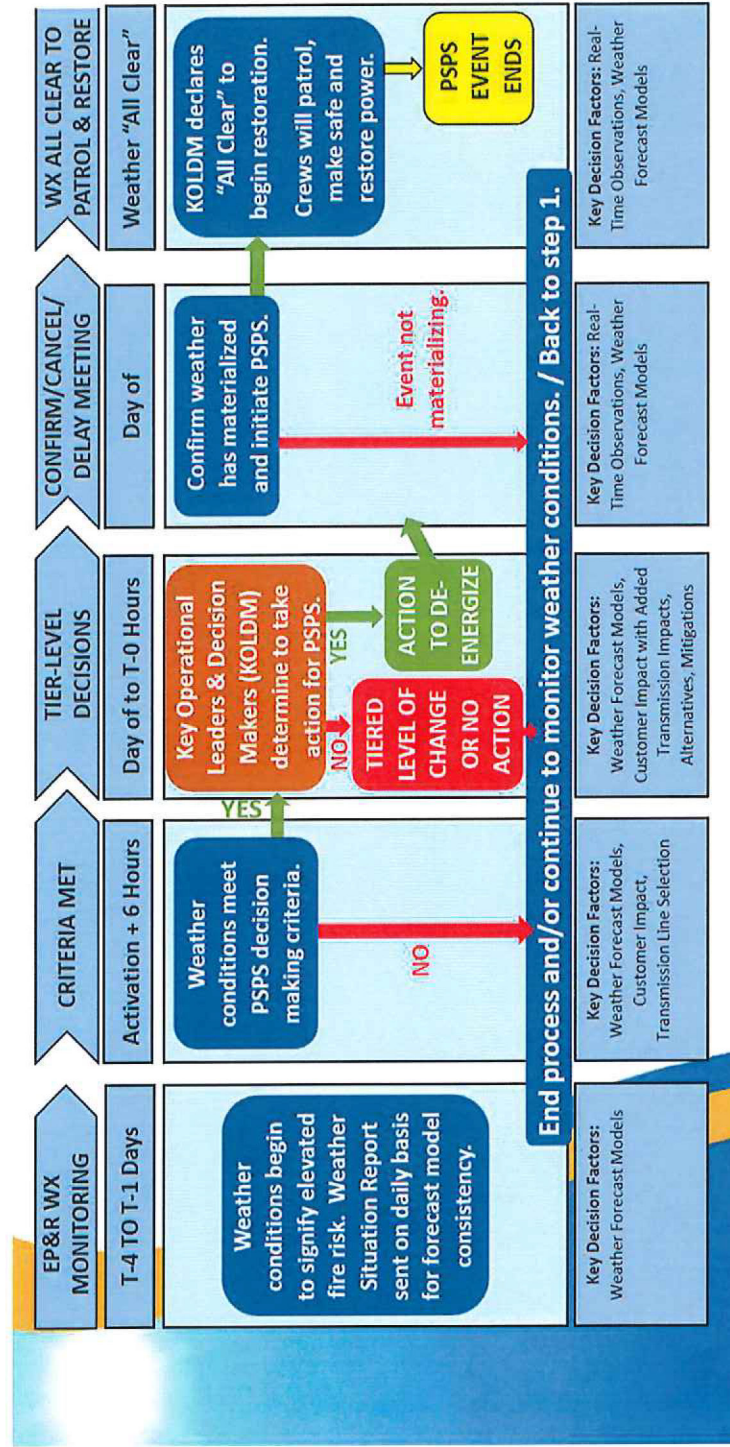 EP&R WX
MONITORING
T-4 TO T-1 Days
Weather
conditions begin
to signify elevated
fire risk. Weather
Situation Report
sent on daily basis
for forecast model
consistency.
Key Decision Factors:
Weather Forecast Models
CRITERIA MET
Activation + 6 Hours
Weather
conditions meet
PSPS decision
making criteria.
YES
NO
Key Decision Factors:
Weather Forecast Models,
Customer Impact,
Transmission Line Selection
TIER-LEVEL
DECISIONS
Day of to T-0 Hours
Key Operational
Leaders & Decision
Makers (KOLDM)
determine to take
action for PSPS.
NO
YES
TIERED
LEVEL OF
CHANGE
OR NO
ACTION
ACTION
TO DE-
ENERGIZE
Key Decision Factors:
Weather Forecast Models,
Customer Impact with Added
Transmission Impacts,
Alternatives, Mitigations
CONFIRM/CANCEL/
DELAY MEETING
Day of
Confirm weather
has materialized
and initiate PSPS.
Event not
materializing.
Key Decision Factors: Real-
Time Observations, Weather
Forecast Models
WX ALL CLEAR TO
PATROL & RESTORE
Weather “All Clear”
KOLDM declares
“All Clear” to
begin restoration.
Crews will patrol,
make safe and
restore power.
PSPS
EVENT
ENDS
Key Decision Factors: Real-
Time Observations, Weather
Forecast Models
End process and/or continue to monitor weather conditions. / Back to step 1.